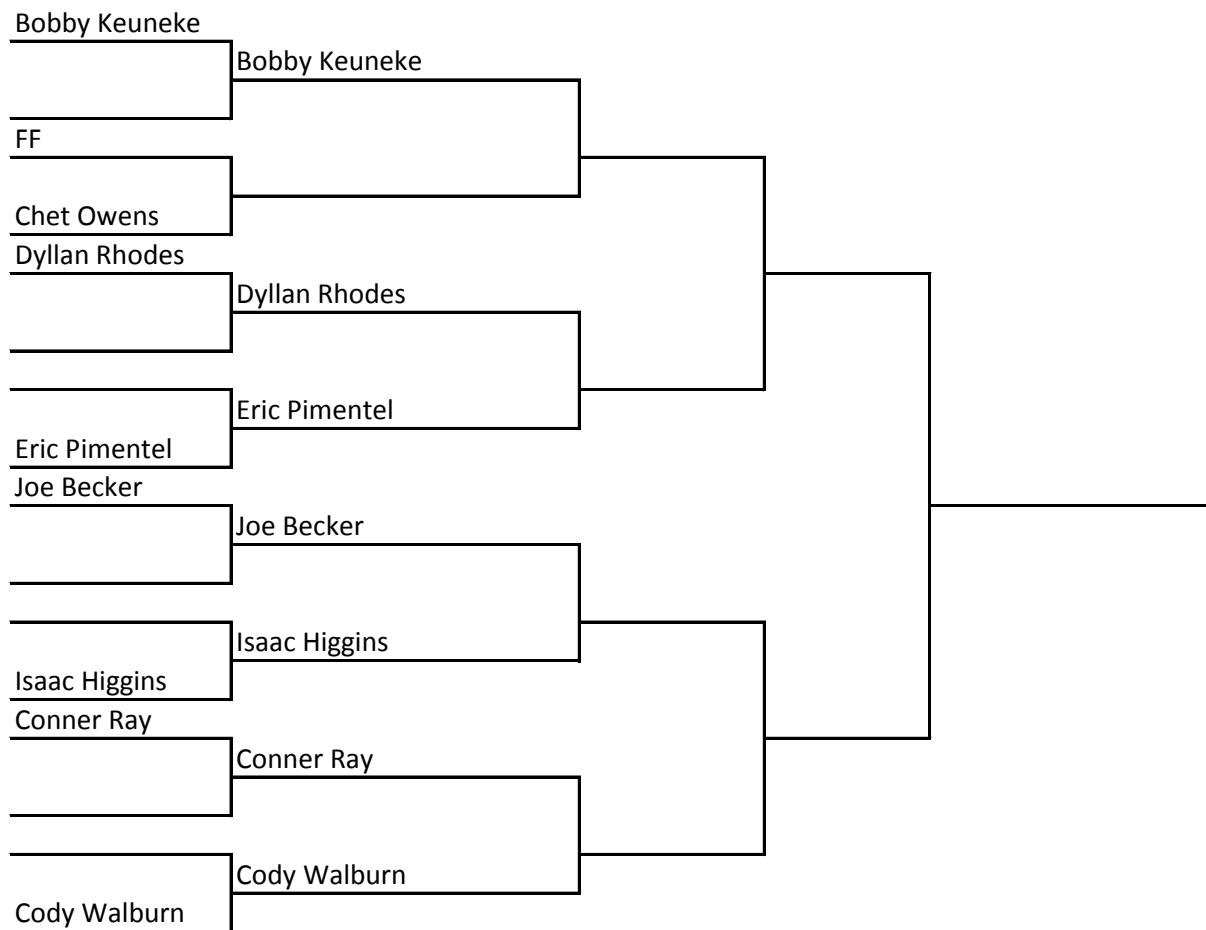 Bobby Keuneke
Bobby Keuneke
FF
Chet Owens
Dyllan Rhodes
Dyllan Rhodes
Eric Pimentel
Eric Pimentel
Joe Becker
Joe Becker
Isaac Higgins
Isaac Higgins
Conner Ray
Conner Ray
Cody Walburn
Cody Walburn